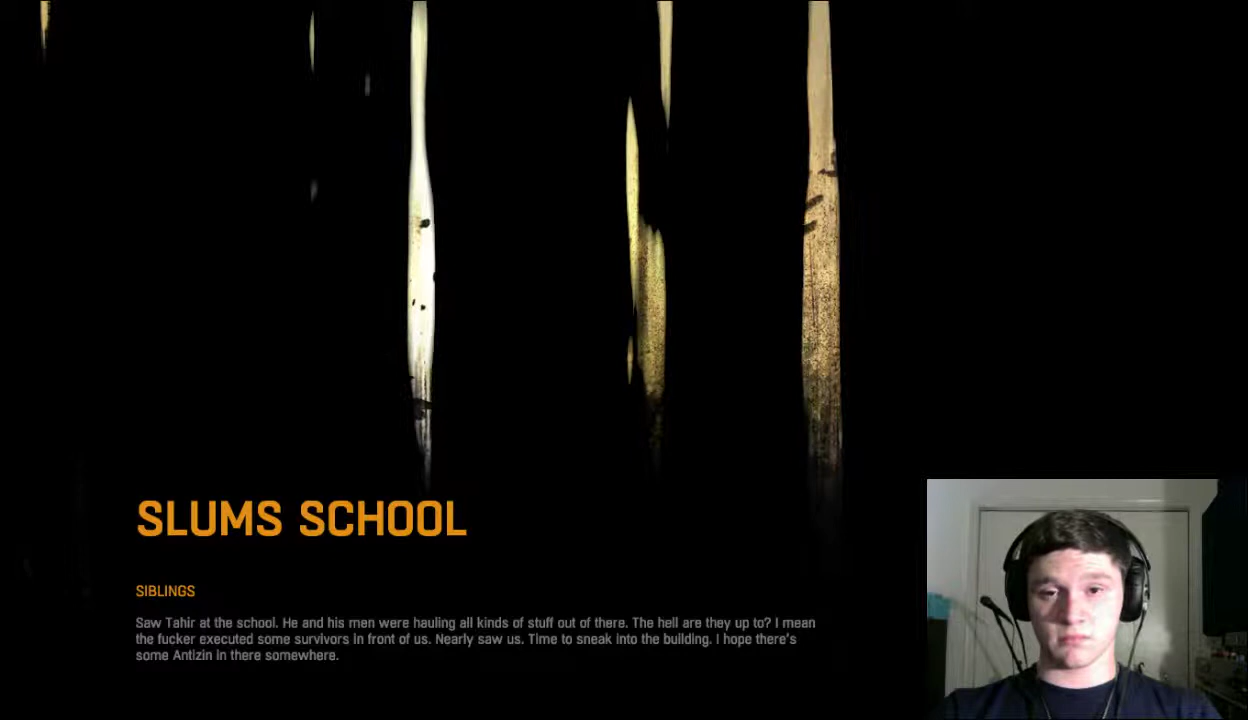 SLUMS SCHOOL
SIBLINGS
Saw Tahir at the school. He and his men were hauling all kinds of stuff out of there. The hell are they up to? I mean
the fucker executed some survivors in front of us. Nearly saw us. Time to sneak into the building. I hope there's
some Antizin in there somewhere.